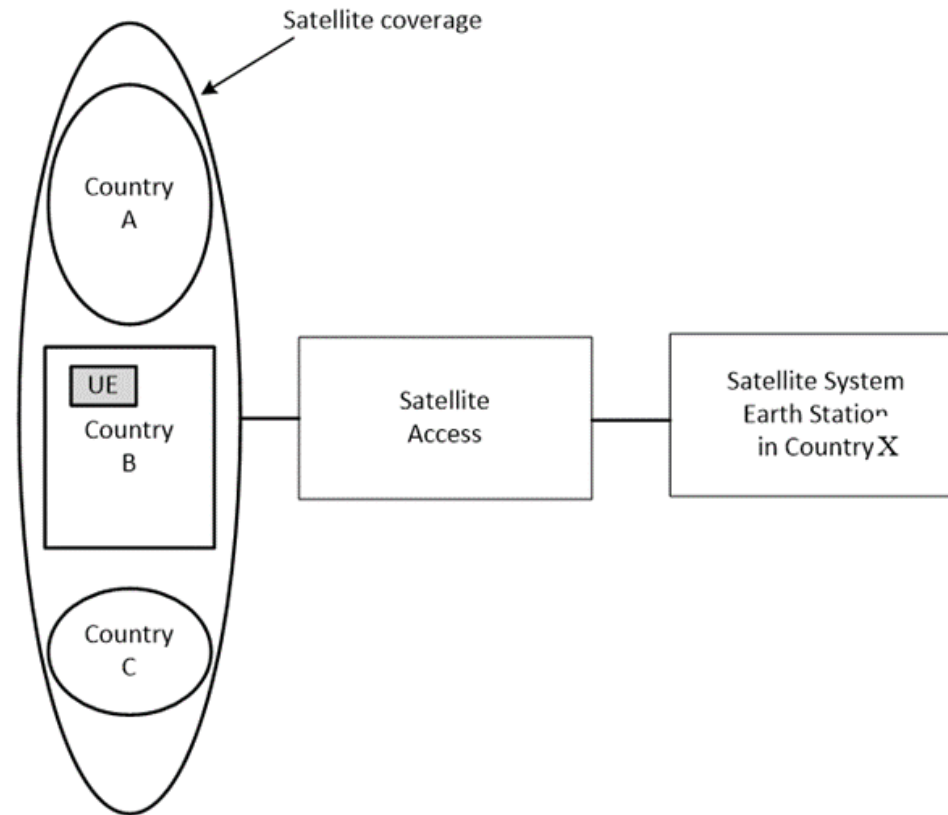 Satellite coverage
Country
A
UE
Country
B
Country
C
Satellite
Access
Satellite System
Earth Station
in Country X